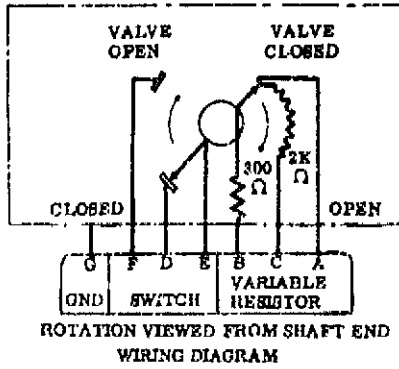 VALVE OPEN
VALVE CLOSED
300 Ω
2K Ω
CLOSED
OPEN
G F D E B C A
GND
SWITCH
VARIABLE RESISTOR
ROTATION VIEWED FROM SHAFT END
WIRING DIAGRAM